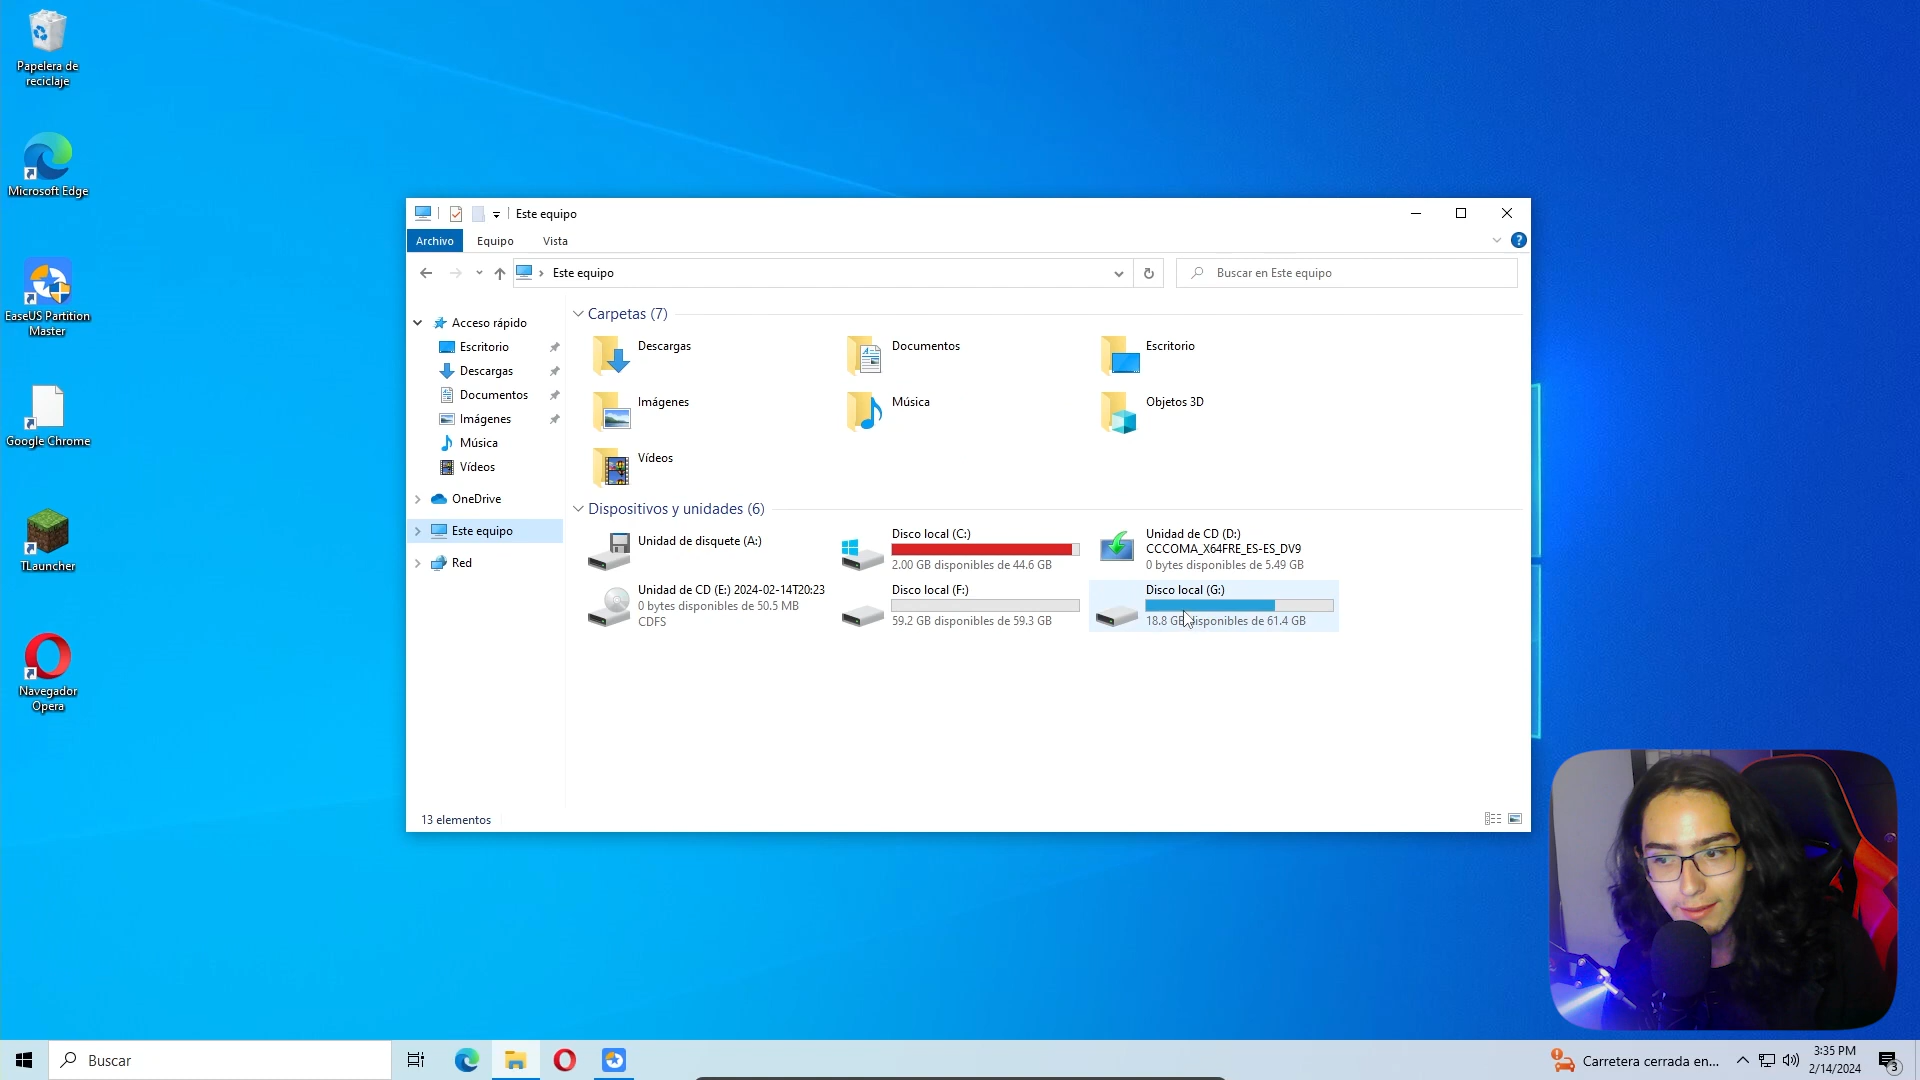 Papelera de
reciclaje
Microsoft Edge
EaseUS Partition
Master
Google Chrome
TLauncher
Navegador
Opera
Este equipo
Archivo
Equipo
Vista
Este equipo
Buscar en Este equipo
Acceso rápido
Escritorio
Descargas
Documentos
Imágenes
Música
Vídeos
OneDrive
Este equipo
Red
Carpetas (7)
Descargas
Documentos
Escritorio
Imágenes
Música
Objetos 3D
Vídeos
Dispositivos y unidades (6)
Unidad de disquete (A:)
Disco local (C:)
2.00 GB disponibles de 44.6 GB
Unidad de CD (D:)
CCCOMA_X64FRE_ES-ES_DV9
0 bytes disponibles de 5.49 GB
Unidad de CD (E:) 2024-02-14T20:23
0 bytes disponibles de 50.5 MB
CDFS
Disco local (F:)
59.2 GB disponibles de 59.3 GB
Disco local (G:)
18.8 GB disponibles de 61.4 GB
13 elementos
Buscar
Carretera cerrada en...
3:35 PM
2/14/2024
3